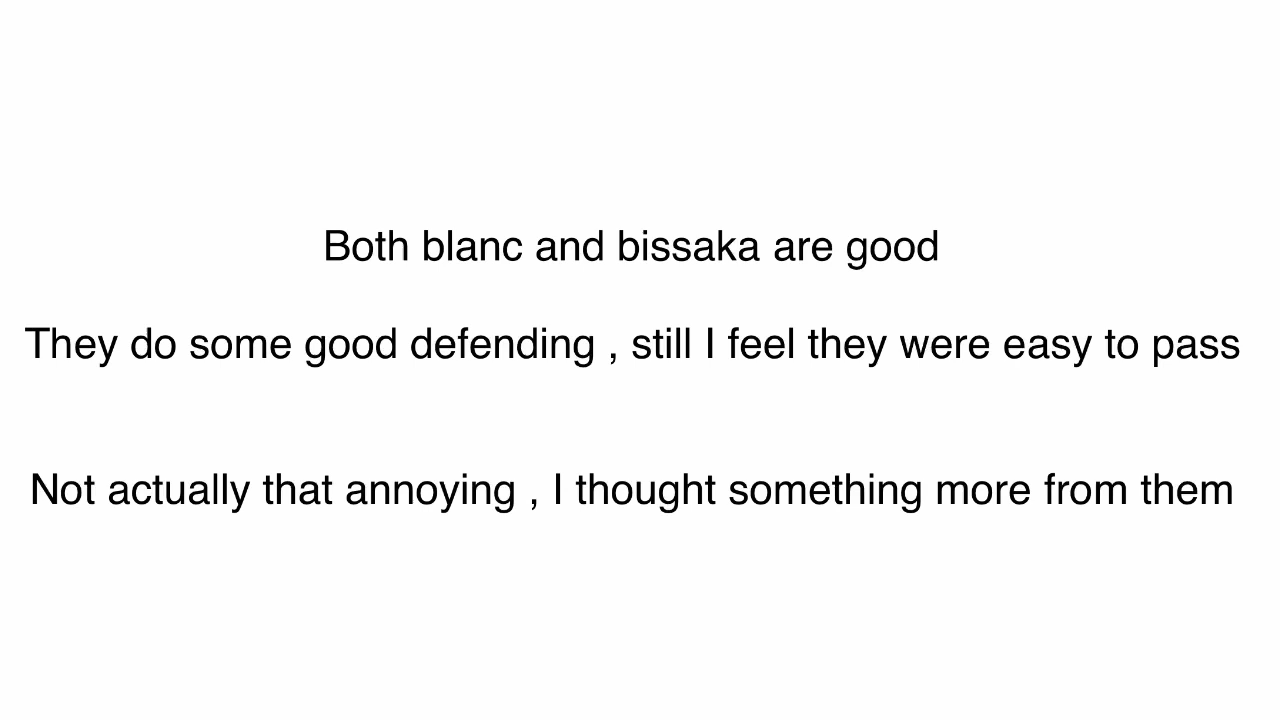 Both blanc and bissaka are good
They do some good defending , still I feel they were easy to pass
Not actually that annoying , I thought something more from them